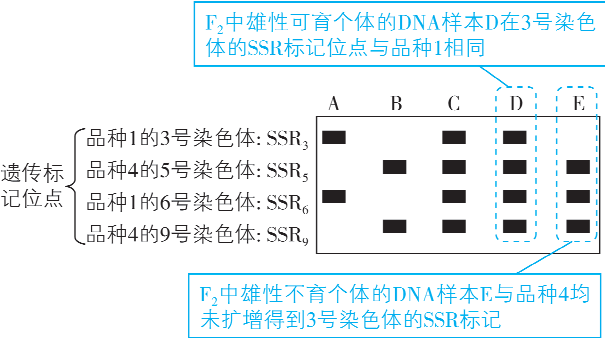 F₂中雄性可育个体的DNA样本D在3号染色
体的SSR标记位点与品种1相同
A B C D E
品种1的3号染色体: SSR₃
品种4的5号染色体: SSR₅
遗传标
记位点
品种1的6号染色体: SSR₆
品种4的9号染色体: SSR₉
F₂中雄性不育个体的DNA样本E与品种4均
未扩增得到3号染色体的SSR标记